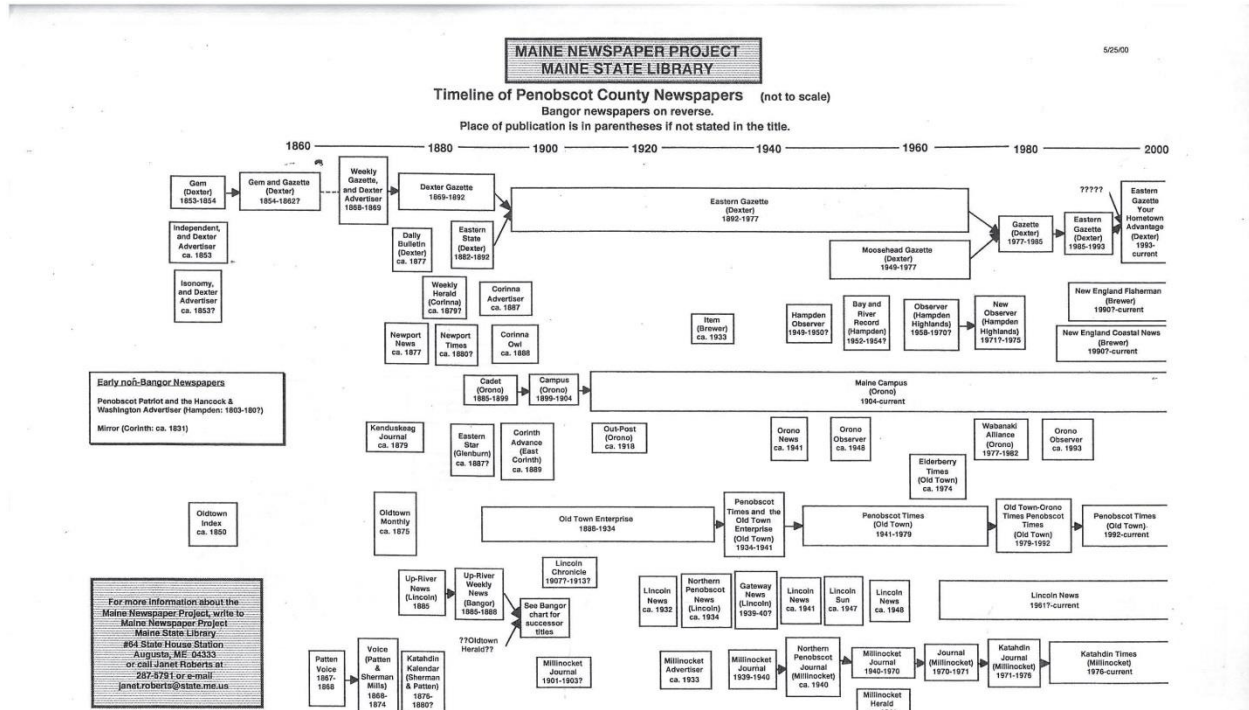 MAINE NEWSPAPER PROJECT
MAINE STATE LIBRARY
5/25/00
Timeline of Penobscot County Newspapers (not to scale)
Bangor newspapers on reverse.
Place of publication is in parentheses if not stated in the title.
1860
1880
1900
1920
1940
1960
1980
2000
Gem
(Dexter)
1853-1854
Gem and Gazette
(Dexter)
1854-1862?
Weekly
Gazette,
and Dexter
Advertiser
1868-1869
Dexter Gazette
1869-1892
Eastern Gazette
(Dexter)
1892-1977
?????
Eastern
Gazette
Your
Hometown
Advantage
(Dexter)
1993-
current
Independent,
and Dexter
Advertiser
ca. 1853
Daily
Bulletin
(Dexter)
ca. 1877
Eastern
State
(Dexter)
1882-1892
Gazette
(Dexter)
1977-1985
Eastern
Gazette
(Dexter)
1985-1993
Moosehead Gazette
(Dexter)
1949-1977
Isonomy,
and Dexter
Advertiser
ca. 1853?
Weekly
Herald
(Corinna)
ca. 1879?
Corinna
Advertiser
ca. 1887
New England Fisherman
(Brewer)
1990?-current
Newport
News
ca. 1877
Newport
Times
ca. 1880?
Corinna
Owl
ca. 1888
Item
(Brewer)
ca. 1933
Hampden
Observer
1949-1950?
Bay and
River
Record
(Hampden)
1952-1954?
Observer
(Hampden
Highlands)
1958-1970?
New
Observer
(Hampden
Highlands)
1971?-1975
New England Coastal News
(Brewer)
1990?-current
Early non-Bangor Newspapers
Penobscot Patriot and the Hancock &
Washington Advertiser (Hampden: 1803-180?)
Mirror (Corinth: ca. 1831)
Cadet
(Orono)
1885-1899
Campus
(Orono)
1899-1904
Maine Campus
(Orono)
1904-current
Kenduskeag
Journal
ca. 1879
Eastern
Star
(Glenburn)
ca. 1887?
Corinth
Advance
(East
Corinth)
ca. 1889
Out-Post
(Orono)
ca. 1918
Orono
News
ca. 1941
Orono
Observer
ca. 1948
Elderberry
Times
(Old Town)
ca. 1974
Wabanaki
Alliance
(Orono)
1977-1982
Orono
Observer
ca. 1993
Oldtown
Index
ca. 1850
Oldtown
Monthly
ca. 1875
Old Town Enterprise
1888-1934
Penobscot
Times and the
Old Town
Enterprise
(Old Town)
1934-1941
Penobscot Times
(Old Town)
1941-1979
Old Town-Orono
Times Penobscot
Times
(Old Town)
1979-1992
Penobscot Times
(Old Town)
1992-current
For more information about the
Maine Newspaper Project, write to
Maine Newspaper Project
Maine State Library
#64 State House Station
Augusta, ME 04333
or call Janet Roberts at
287-5791 or e-mail
janet.roberts@state.me.us
Up-River
News
(Lincoln)
1885
Up-River
Weekly
News
(Bangor)
1885-1888
Lincoln
Chronicle
1907?-1913?
See Bangor
chart for
successor
titles
??Oldtown
Herald??
Lincoln
News
ca. 1932
Northern
Penobscot
News
(Lincoln)
ca. 1934
Gateway
News
(Lincoln)
1939-40?
Lincoln
News
ca. 1941
Lincoln
Sun
ca. 1947
Lincoln
News
ca. 1948
Lincoln News
1961?-current
Patten
Voice
1867-
1868
Voice
(Patten
&
Sherman
Mills)
1868-
1874
Katahdin
Kalendar
(Sherman
& Patten)
1876-
1880?
Millinocket
Journal
1901-1903?
Millinocket
Advertiser
ca. 1933
Millinocket
Journal
1939-1940
Northern
Penobscot
Journal
(Millinocket)
ca. 1940
Millinocket
Journal
1940-1970
Journal
(Millinocket)
1970-1971
Katahdin
Journal
(Millinocket)
1971-1976
Katahdin Times
(Millinocket)
1976-current
Millinocket
Herald